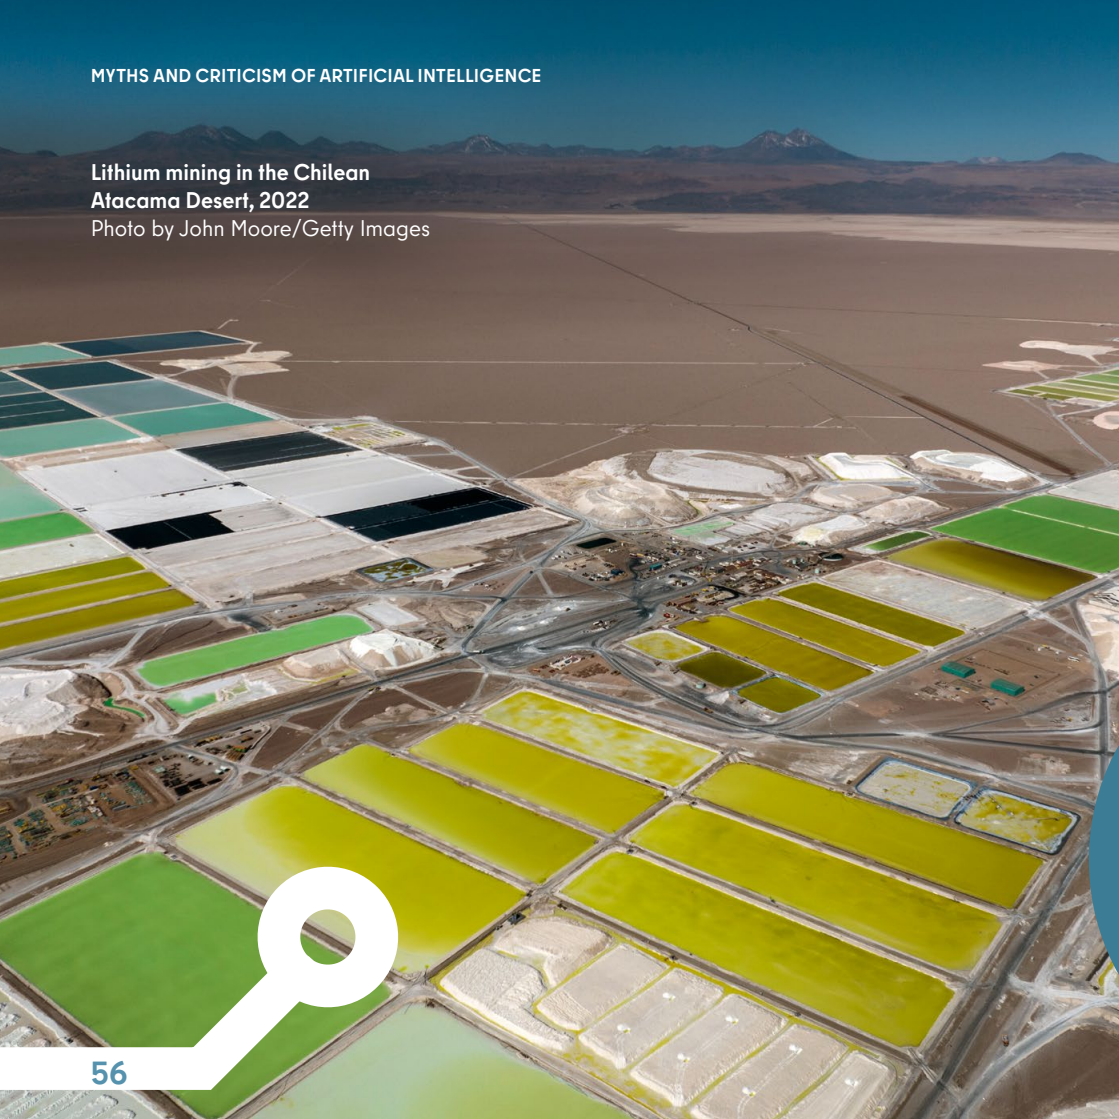 MYTHS AND CRITICISM OF ARTIFICIAL INTELLIGENCE
Lithium mining in the Chilean
Atacama Desert, 2022
Photo by John Moore/Getty Images
56